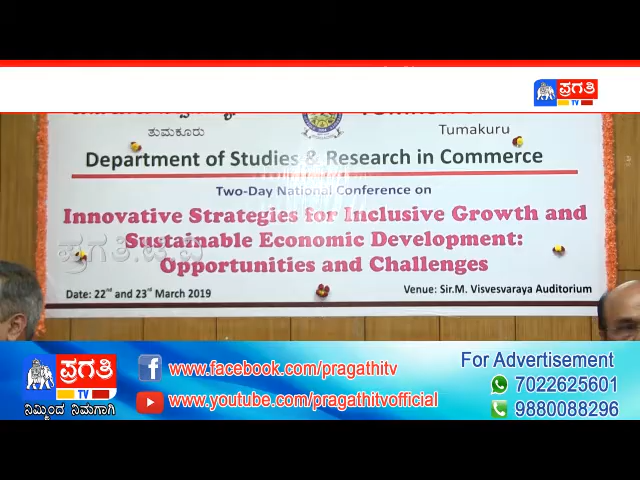 ಪ್ರಗತಿ
TV
ತುಮಕೂರು
Tumakuru
Department of Studies & Research in Commerce
Two-Day National Conference on
Innovative Strategies for Inclusive Growth and
Sustainable Economic Development:
Opportunities and Challenges
ಪ್ರಗತಿ.ಟಿವಿ
Date: 22nd and 23rd March 2019
Venue: Sir.M. Visvesvaraya Auditorium
ಪ್ರಗತಿ
TV
ನಿಮ್ಮಿಂದ ನಿಮಗಾಗಿ
www.facebook.com/pragathitv
www.youtube.com/pragathitvofficial
For Advertisement
7022625601
9880088296